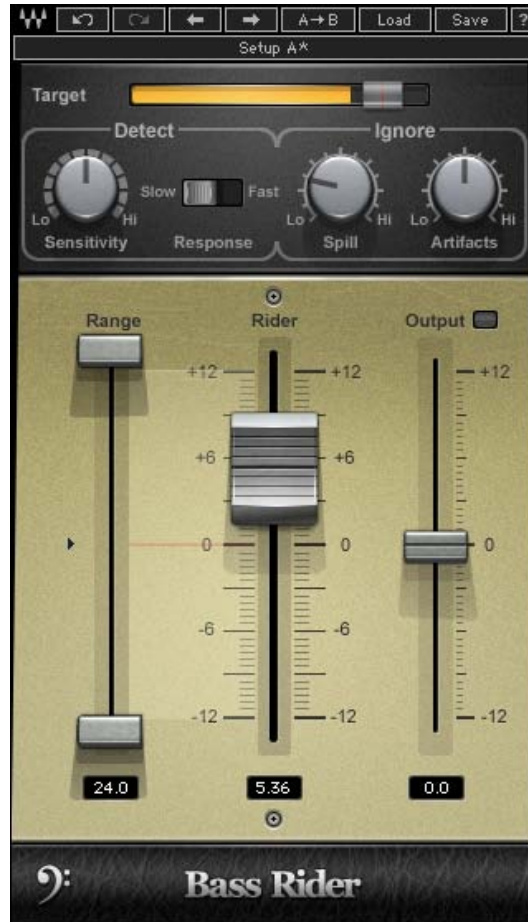 A→B Load Save ?
Setup A*
Target
Detect Ignore
Slow Fast
Lo Hi Lo Hi Lo Hi
Sensitivity Response Spill Artifacts
Range Rider Output
+12 +12 +12
+6 +6
0 0 0
-6 -6
-12 -12 -12
24.0 5.36 0.0
Bass Rider